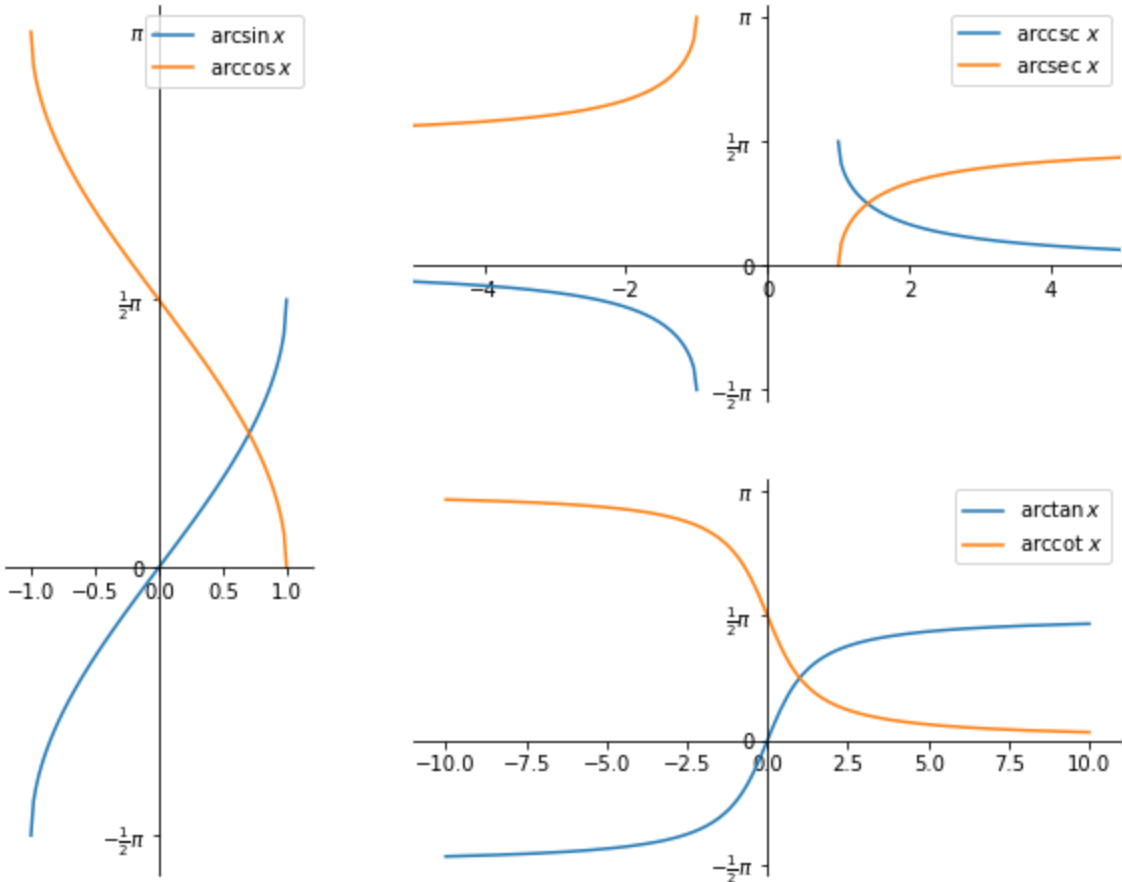 π
arcsin x
arccos x
½π
0
−1.0 −0.5 0.0 0.5 1.0
−½π
π
arccsc x
arcsec x
½π
0
−4 −2 0 2 4
−½π
π
arctan x
arccot x
½π
0
−10.0 −7.5 −5.0 −2.5 0.0 2.5 5.0 7.5 10.0
−½π